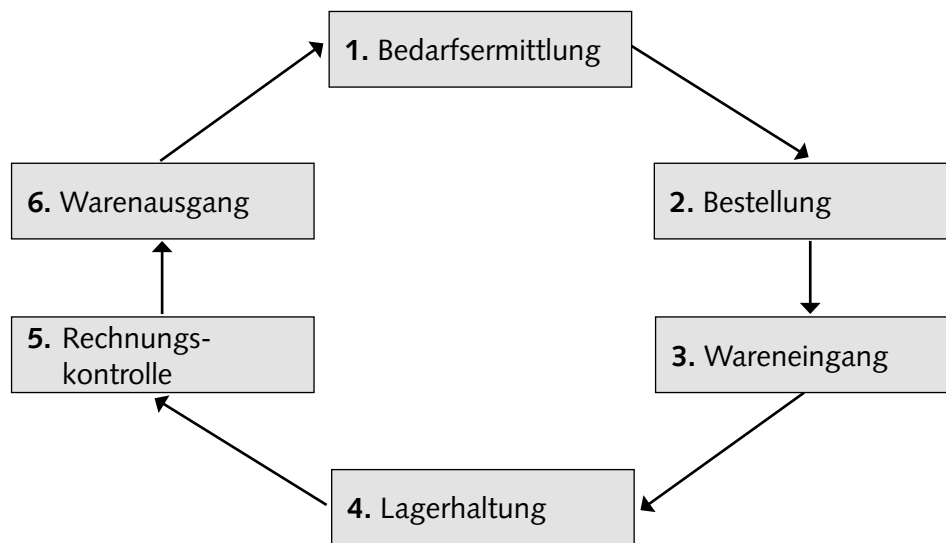 1. Bedarfsermittlung
2. Bestellung
3. Wareneingang
4. Lagerhaltung
5. Rechnungs-
kontrolle
6. Warenausgang